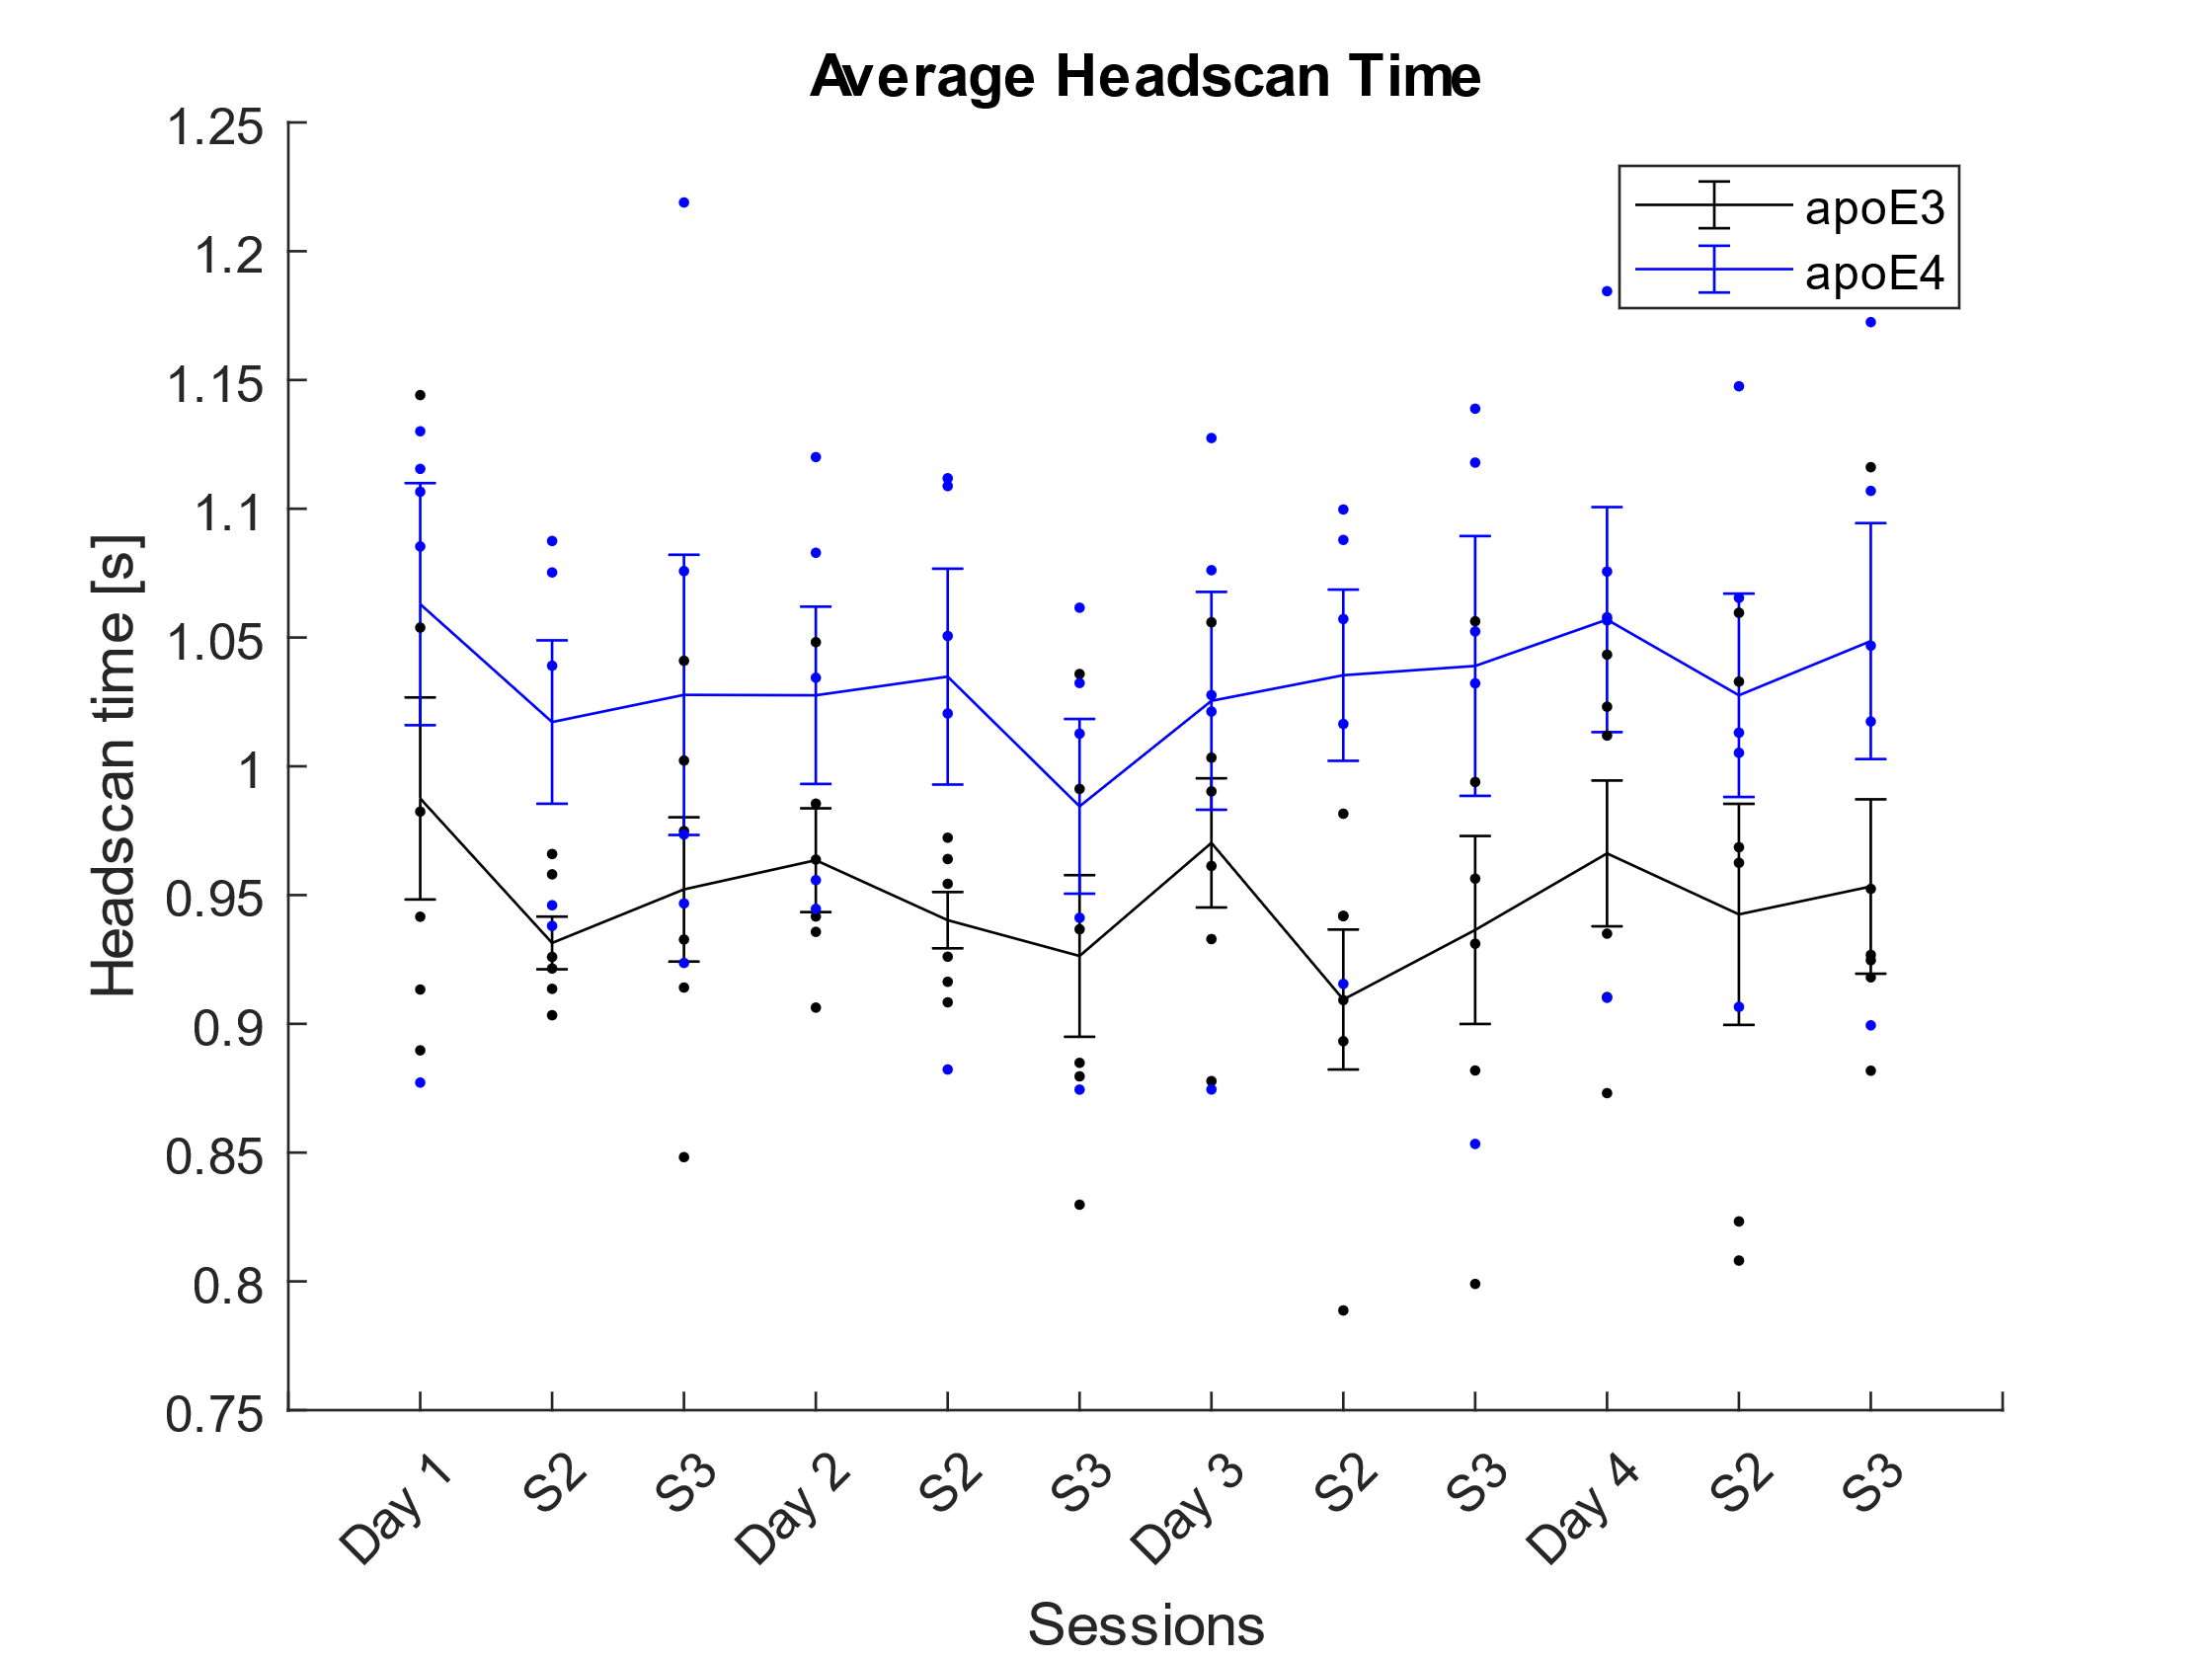 Average Headscan Time
1.25
1.2
1.15
1.1
1.05
1
0.95
0.9
0.85
0.8
0.75
Headscan time [s]
apoE3
apoE4
Day 1
S2
S3
Day 2
S2
S3
Day 3
S2
S3
Day 4
S2
S3
Sessions